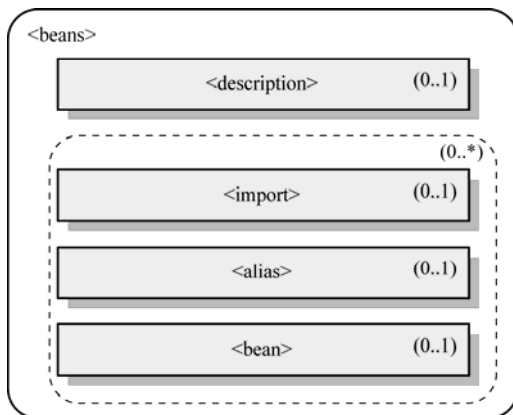 <beans>
<description> (0..1)
(0..*)
<import> (0..1)
<alias> (0..1)
<bean> (0..1)